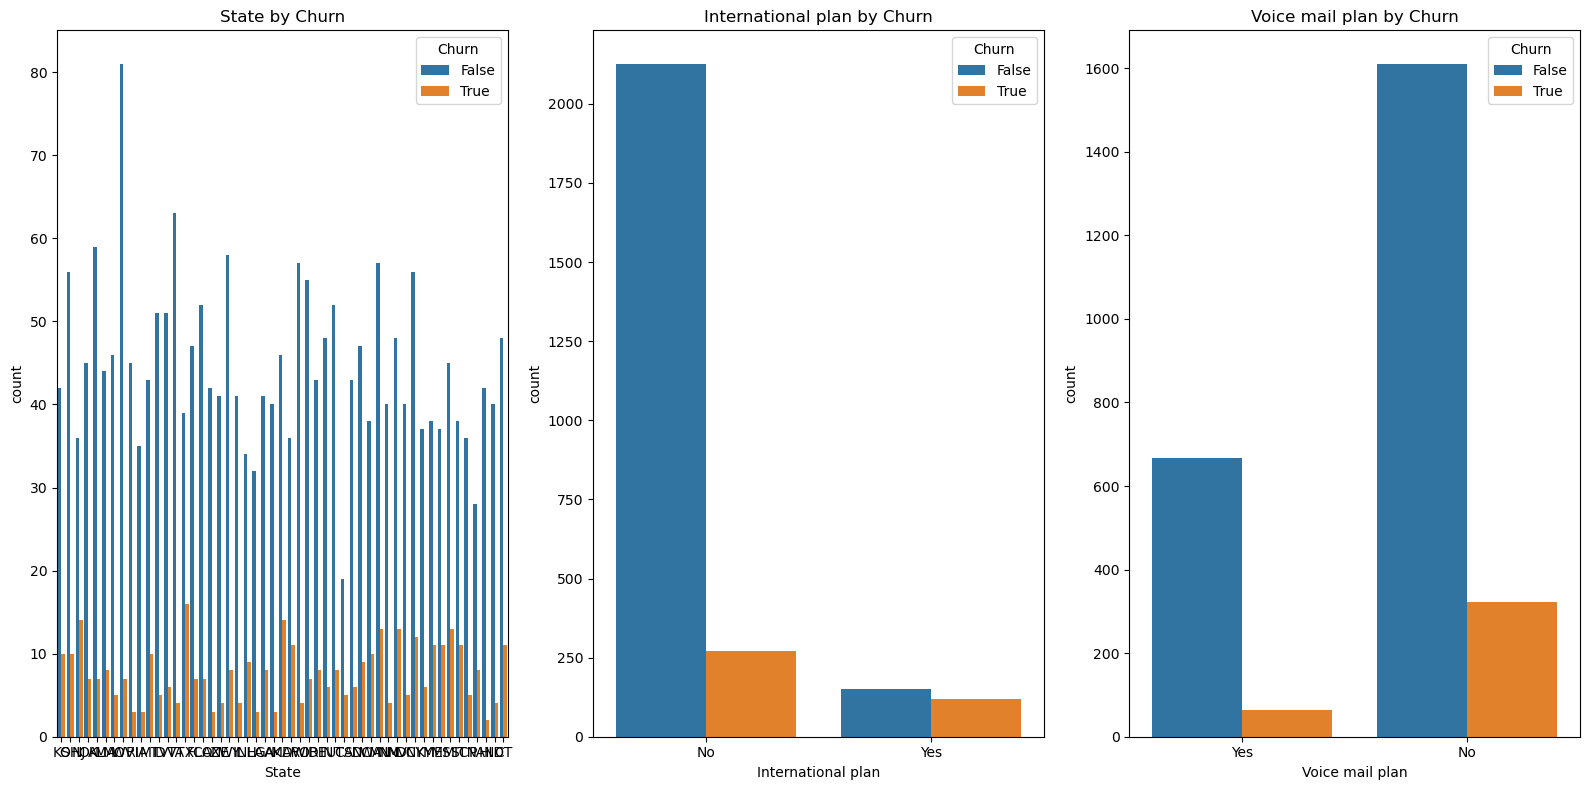 State by Churn
Churn
False
True
80
70
60
50
40
30
20
10
0
count
State
International plan by Churn
Churn
False
True
2000
1750
1500
1250
1000
750
500
250
0
count
No Yes
International plan
Voice mail plan by Churn
Churn
False
True
1600
1400
1200
1000
800
600
400
200
0
count
Yes No
Voice mail plan